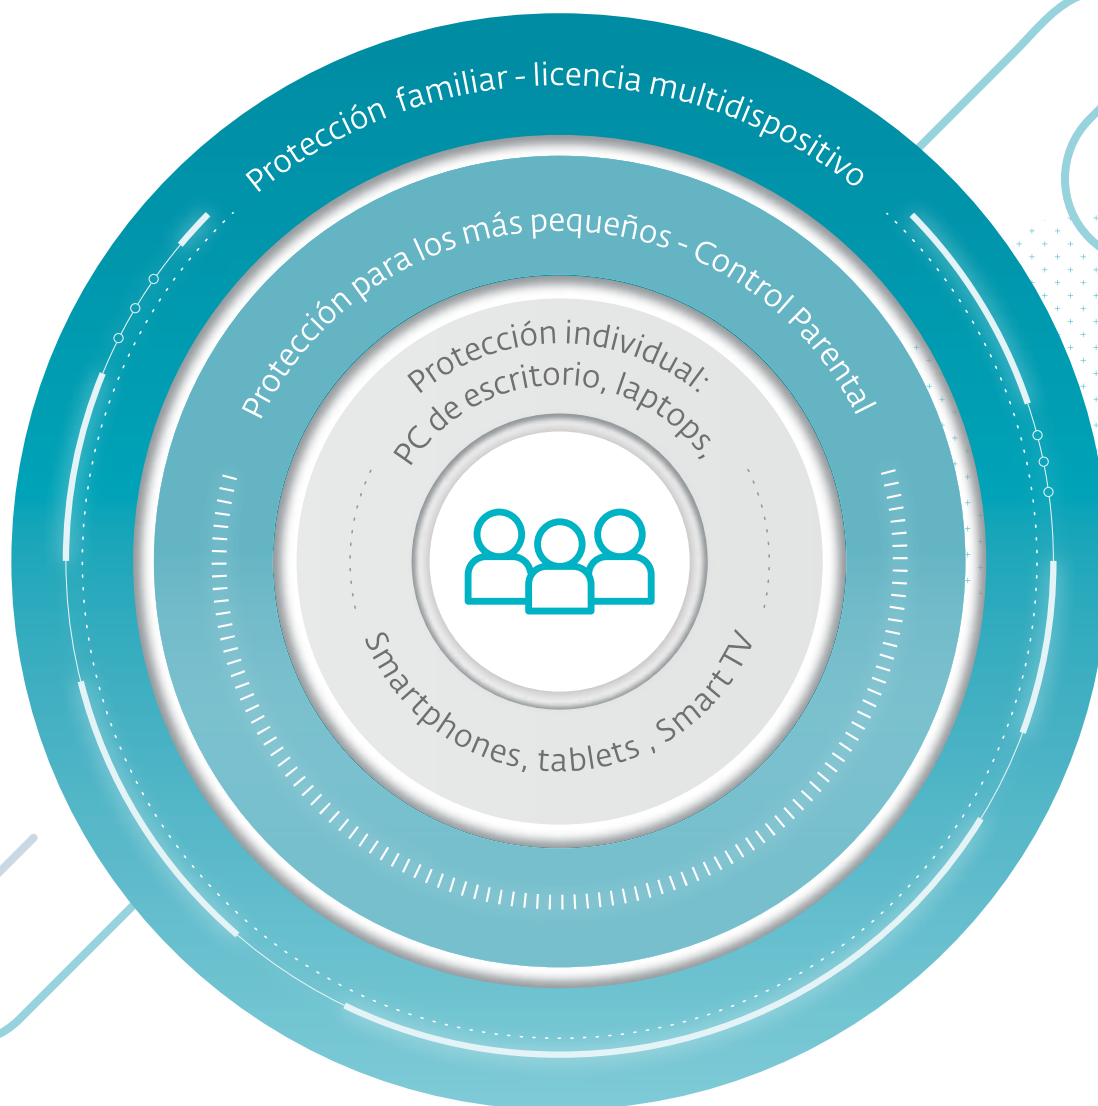 Protección familiar - licencia multidispositivo
Protección para los más pequeños - Control Parental
Protección individual:
PC de escritorio, laptops,
Smartphones, tablets , Smart TV